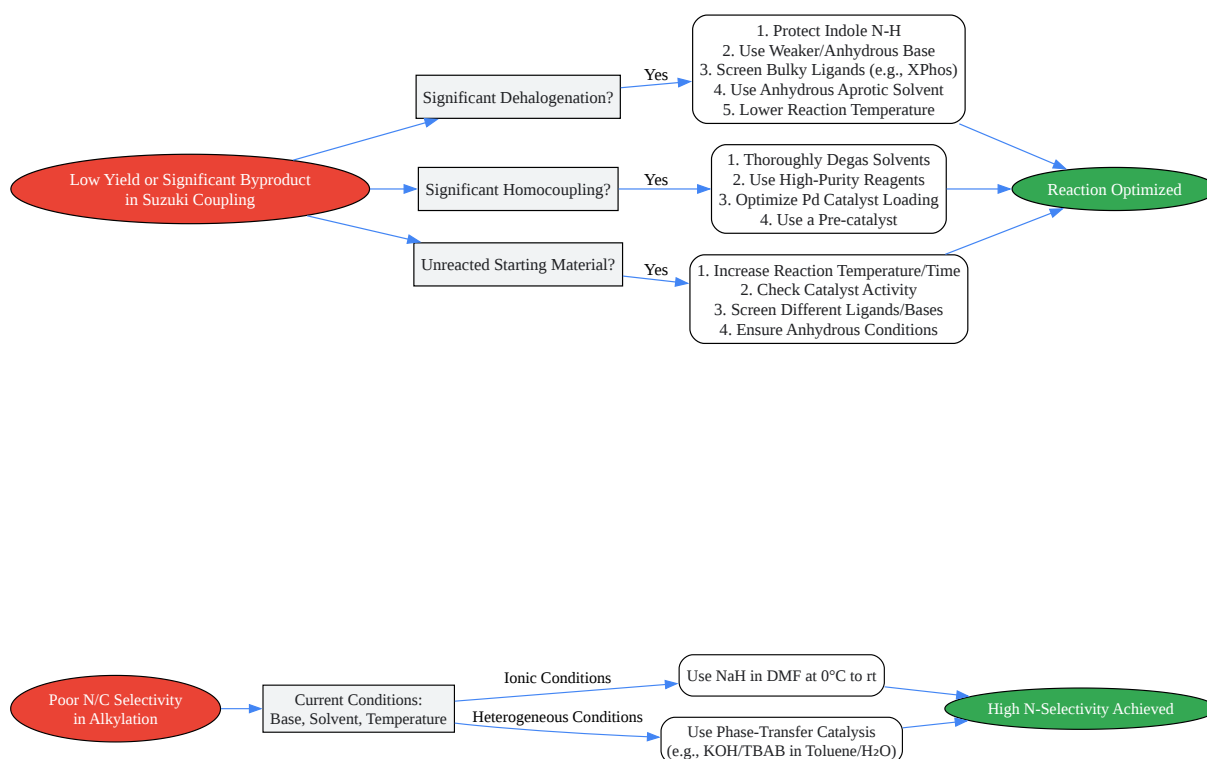 Low Yield or Significant Byproduct
in Suzuki Coupling
Significant Dehalogenation?
Yes
1. Protect Indole N-H
2. Use Weaker/Anhydrous Base
3. Screen Bulky Ligands (e.g., XPhos)
4. Use Anhydrous Aprotic Solvent
5. Lower Reaction Temperature
Significant Homocoupling?
Yes
1. Thoroughly Degas Solvents
2. Use High-Purity Reagents
3. Optimize Pd Catalyst Loading
4. Use a Pre-catalyst
Unreacted Starting Material?
Yes
1. Increase Reaction Temperature/Time
2. Check Catalyst Activity
3. Screen Different Ligands/Bases
4. Ensure Anhydrous Conditions
Reaction Optimized
Poor N/C Selectivity
in Alkylation
Current Conditions:
Base, Solvent, Temperature
Ionic Conditions
Use NaH in DMF at 0°C to rt
Heterogeneous Conditions
Use Phase-Transfer Catalysis
(e.g., KOH/TBAB in Toluene/H₂O)
High N-Selectivity Achieved